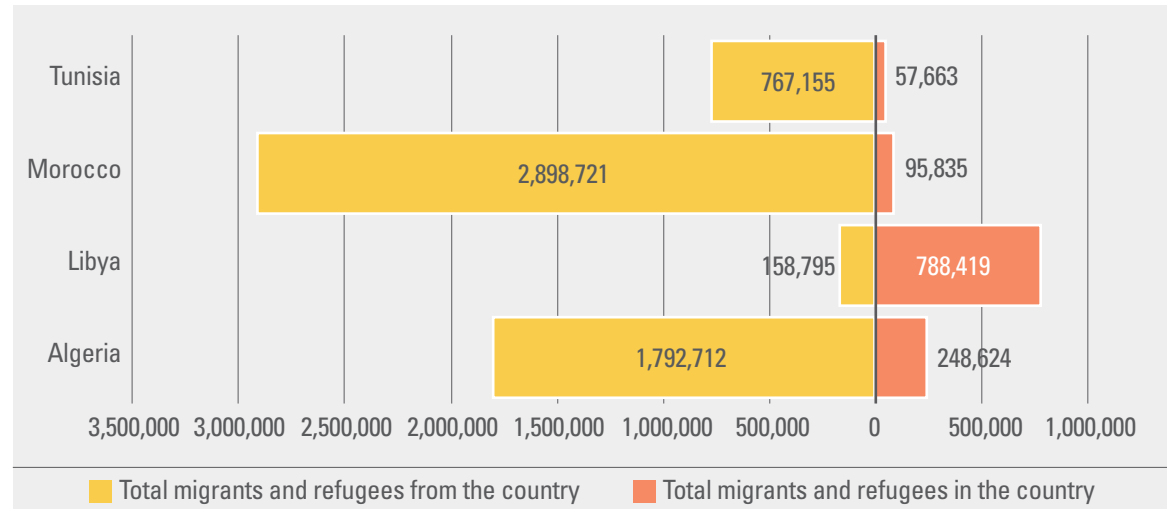 Tunisia 767,155 57,663
Morocco 2,898,721 95,835
Libya 158,795 788,419
Algeria 1,792,712 248,624
3,500,000 3,000,000 2,500,000 2,000,000 1,500,000 1,000,000 500,000 0 500,000 1,000,000
Total migrants and refugees from the country Total migrants and refugees in the country